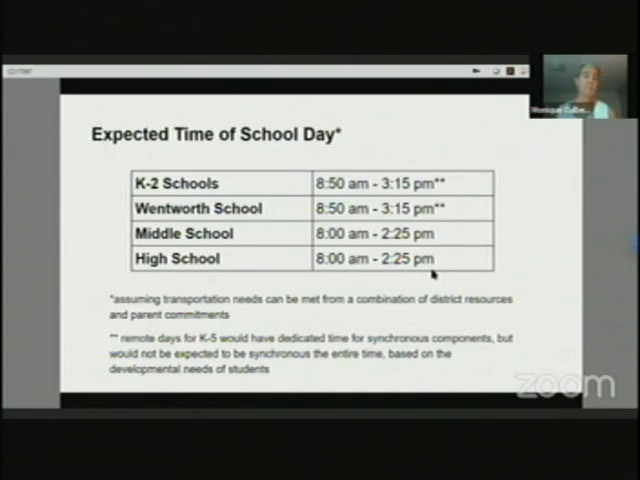 Monique Culbe...
Expected Time of School Day*
K-2 Schools 8:50 am - 3:15 pm**
Wentworth School 8:50 am - 3:15 pm**
Middle School 8:00 am - 2:25 pm
High School 8:00 am - 2:25 pm
*assuming transportation needs can be met from a combination of district resources
and parent commitments
** remote days for K-5 would have dedicated time for synchronous components, but
would not be expected to be synchronous the entire time, based on the
developmental needs of students
zoom